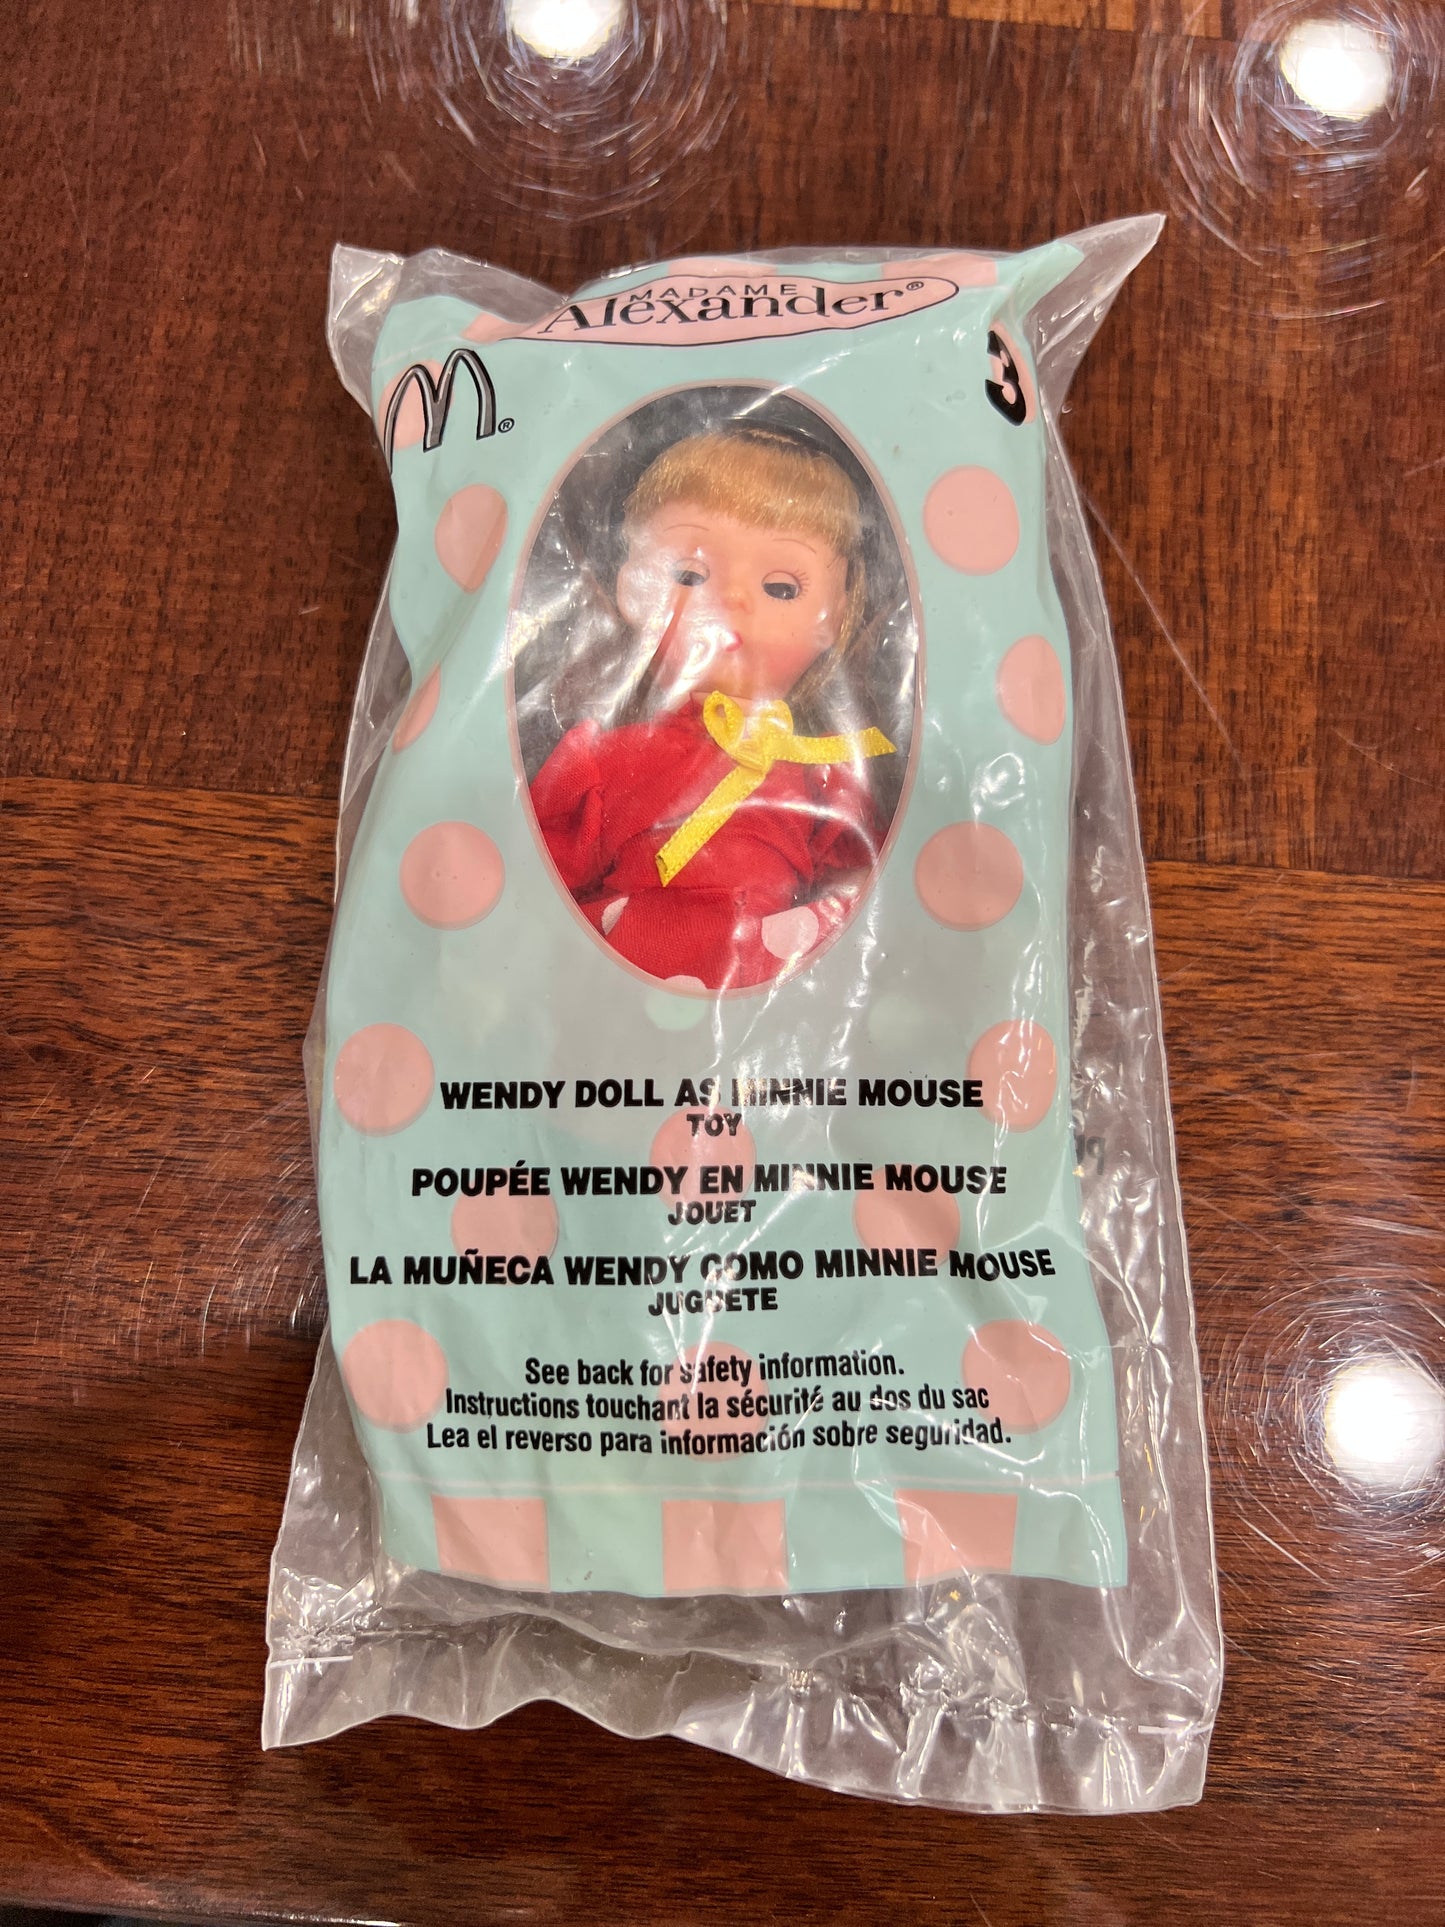 MADAME
Alexander®
M®
3
WENDY DOLL AS MINNIE MOUSE
TOY
POUPÉE WENDY EN MINNIE MOUSE
JOUET
LA MUÑECA WENDY COMO MINNIE MOUSE
JUGUETE
See back for safety information.
Instructions touchant la sécurité au dos du sac
Lea el reverso para información sobre seguridad.